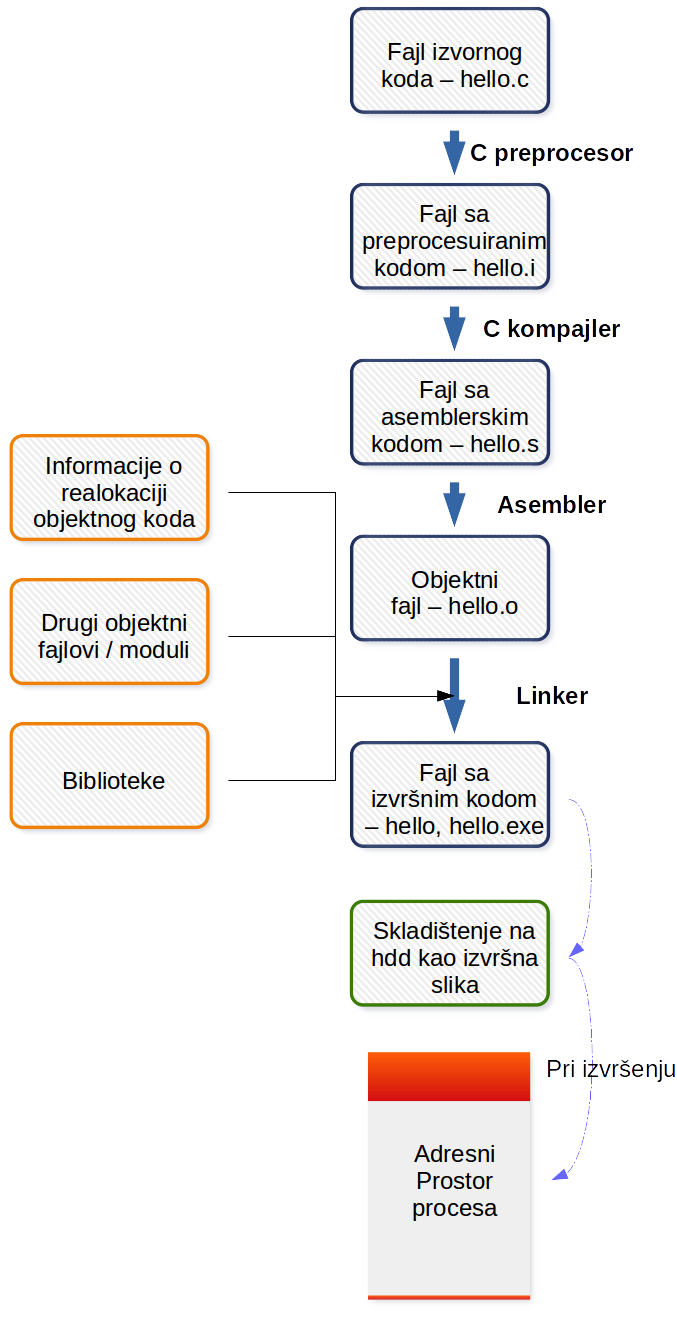 Fajl izvornog
koda – hello.c
C preprocesor
Fajl sa
preprocesuiranim
kodom – hello.i
C kompajler
Fajl sa
asemblerskim
kodom – hello.s
Informacije o
realokaciji
objektnog koda
Asembler
Objektni
fajl – hello.o
Drugi objektni
fajlovi / moduli
Linker
Biblioteke
Fajl sa
izvršnim kodom
– hello, hello.exe
Skladištenje na
hdd kao izvršna
slika
Pri izvršenju
Adresni
Prostor
procesa